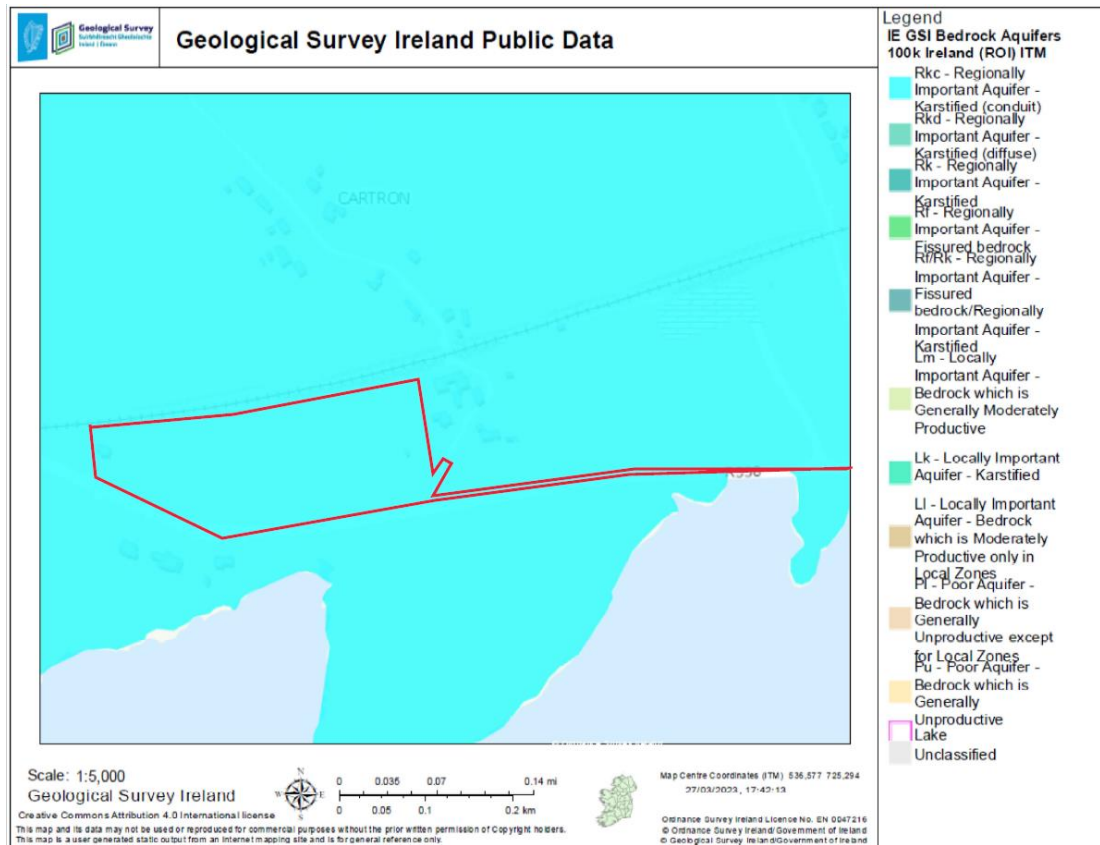 Geological Survey
Suirbhéireacht Gheolaíochta
Ireland | Éireann
Geological Survey Ireland Public Data
CARTRON
Legend
IE GSI Bedrock Aquifers
100k Ireland (ROI) ITM
Rkc - Regionally
Important Aquifer -
Karstified (conduit)
Rkd - Regionally
Important Aquifer -
Karstified (diffuse)
Rk - Regionally
Important Aquifer -
Karstified
Rf - Regionally
Important Aquifer -
Fissured bedrock
Rf/Rk - Regionally
Important Aquifer -
Fissured
bedrock/Regionally
Important Aquifer -
Karstified
Lm - Locally
Important Aquifer -
Bedrock which is
Generally Moderately
Productive
Lk - Locally Important
Aquifer - Karstified
Ll - Locally Important
Aquifer - Bedrock
which is Moderately
Productive only in
Local Zones
Pl - Poor Aquifer -
Bedrock which is
Generally
Unproductive except
for Local Zones
Pu - Poor Aquifer -
Bedrock which is
Generally
Unproductive
Lake
Unclassified
Scale: 1:5,000
Geological Survey Ireland
Creative Commons Attribution 4.0 International license
This map and its data may not be used or reproduced for commercial purposes without the prior written permission of Copyright holders.
This map is a user generated static output from an Internet mapping site and is for general reference only.
N
W E
S
0 0.035 0.07 0.14 mi
0 0.05 0.1 0.2 km
Map Centre Coordinates (ITM) 536,577 725,294
27/03/2023, 17:42:13
Ordnance Survey Ireland Licence No. EN 0047216
© Ordnance Survey Ireland/Government of Ireland
© Geological Survey Ireland/Government of Ireland